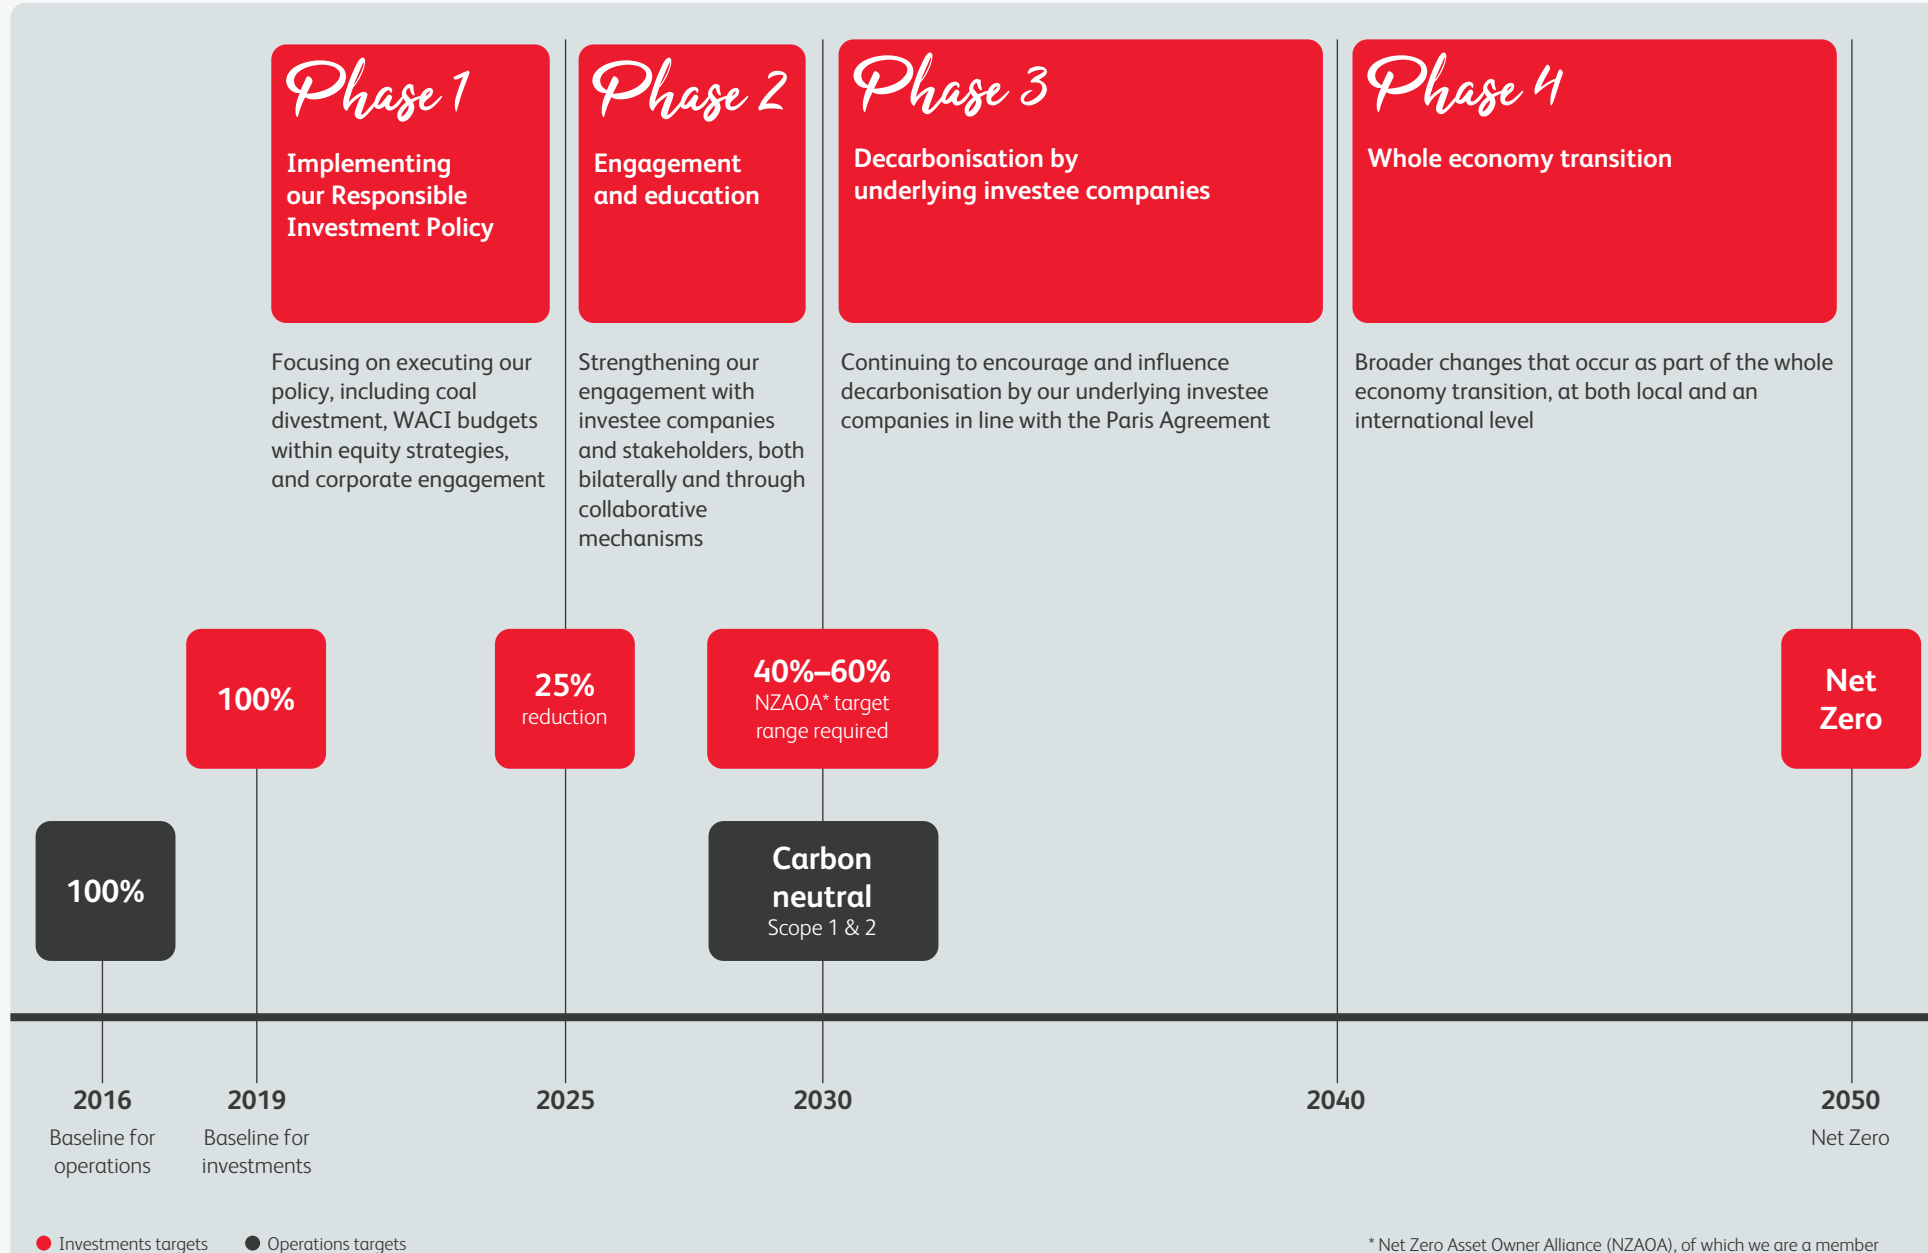 Phase 1
Implementing
our Responsible
Investment Policy
Phase 2
Engagement
and education
Phase 3
Decarbonisation by
underlying investee companies
Phase 4
Whole economy transition
Focusing on executing our
policy, including coal
divestment, WACI budgets
within equity strategies,
and corporate engagement
Strengthening our
engagement with
investee companies
and stakeholders, both
bilaterally and through
collaborative
mechanisms
Continuing to encourage and influence
decarbonisation by our underlying investee
companies in line with the Paris Agreement
Broader changes that occur as part of the whole
economy transition, at both local and an
international level
100%
25%
reduction
40%–60%
NZAOA* target
range required
Net
Zero
100%
Carbon
neutral
Scope 1 & 2
2016
Baseline for
operations
2019
Baseline for
investments
2025
2030
2040
2050
Net Zero
Investments targets
Operations targets
* Net Zero Asset Owner Alliance (NZAOA), of which we are a member